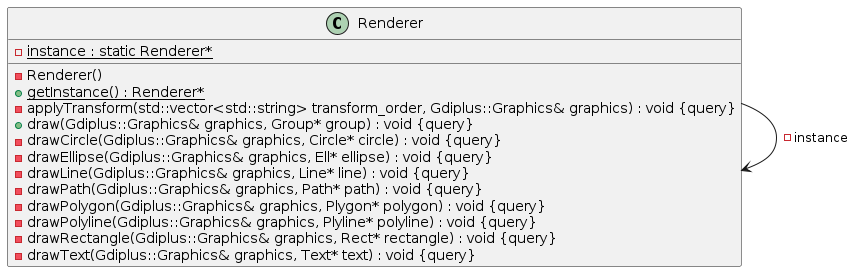 C Renderer
instance : static Renderer*
Renderer()
getInstance() : Renderer*
applyTransform(std::vector<std::string> transform_order, Gdiplus::Graphics& graphics) : void {query}
draw(Gdiplus::Graphics& graphics, Group* group) : void {query}
drawCircle(Gdiplus::Graphics& graphics, Circle* circle) : void {query}
drawEllipse(Gdiplus::Graphics& graphics, Ell* ellipse) : void {query}
drawLine(Gdiplus::Graphics& graphics, Line* line) : void {query}
drawPath(Gdiplus::Graphics& graphics, Path* path) : void {query}
drawPolygon(Gdiplus::Graphics& graphics, Plygon* polygon) : void {query}
drawPolyline(Gdiplus::Graphics& graphics, Plyline* polyline) : void {query}
drawRectangle(Gdiplus::Graphics& graphics, Rect* rectangle) : void {query}
drawText(Gdiplus::Graphics& graphics, Text* text) : void {query}
instance